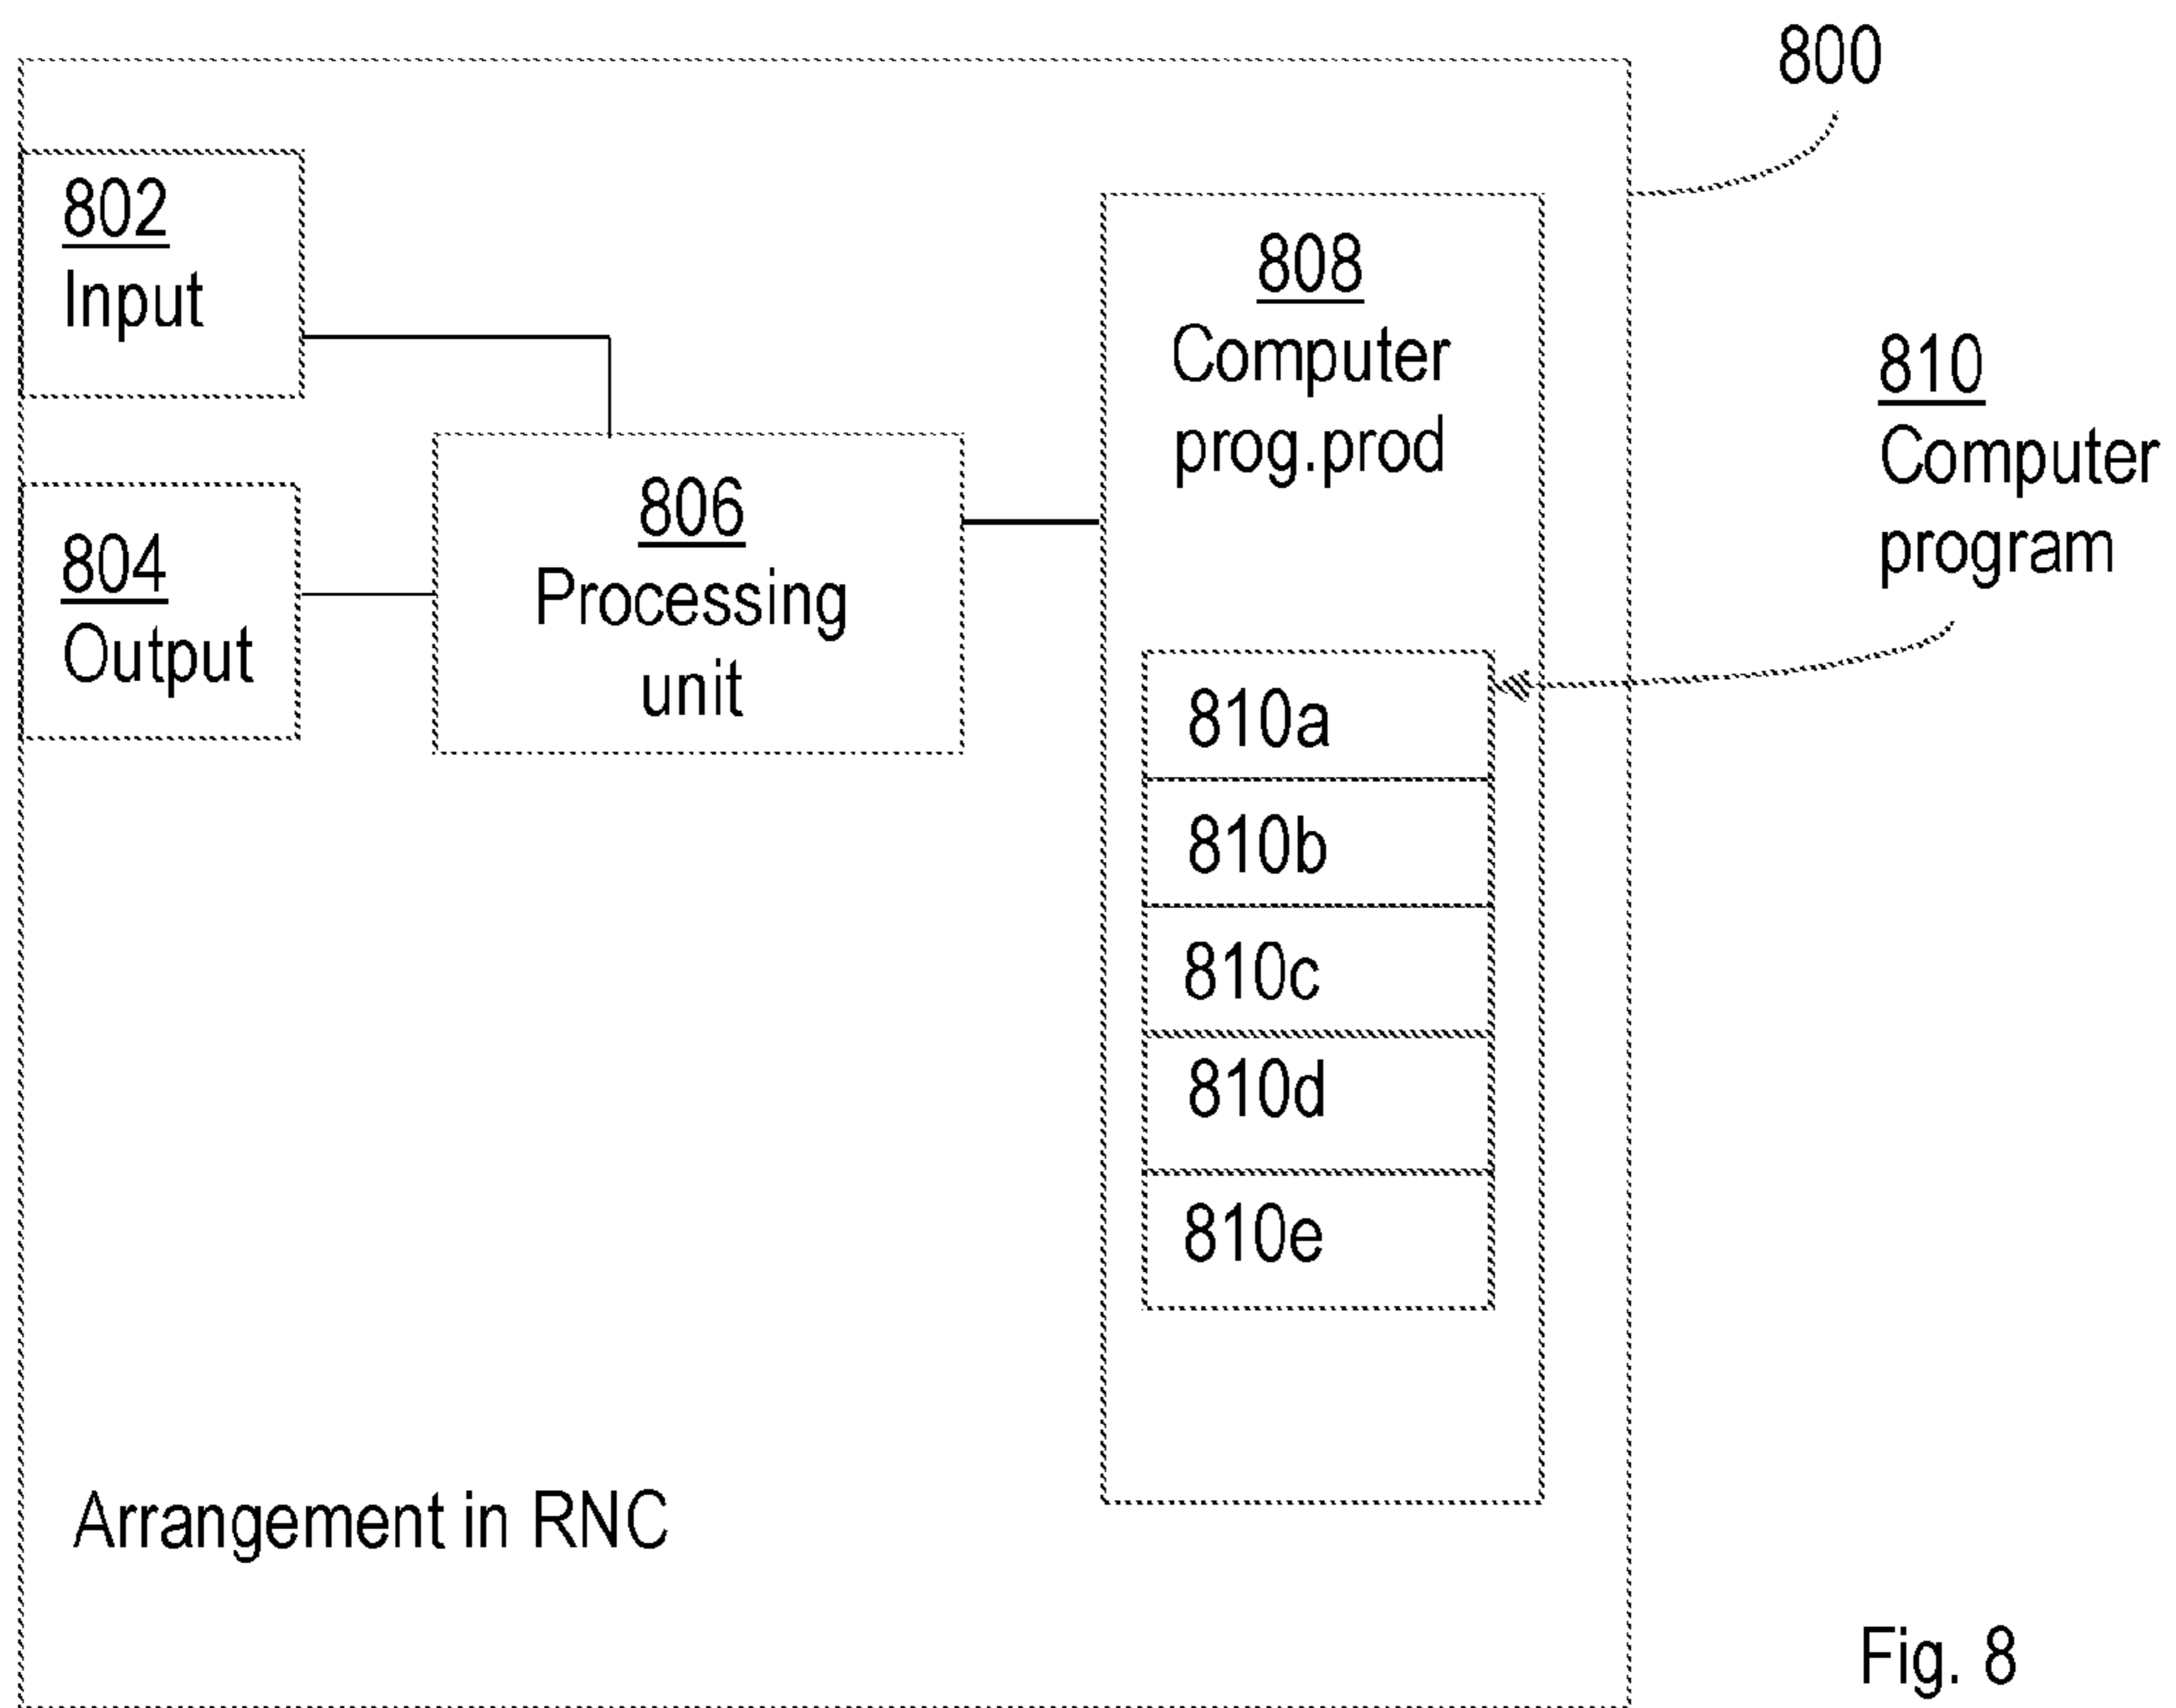 800
802
Input
808
Computer
prog.prod
810
Computer
program
806
Processing
unit
804
Output
810a
810b
810c
810d
810e
Arrangement in RNC
Fig. 8